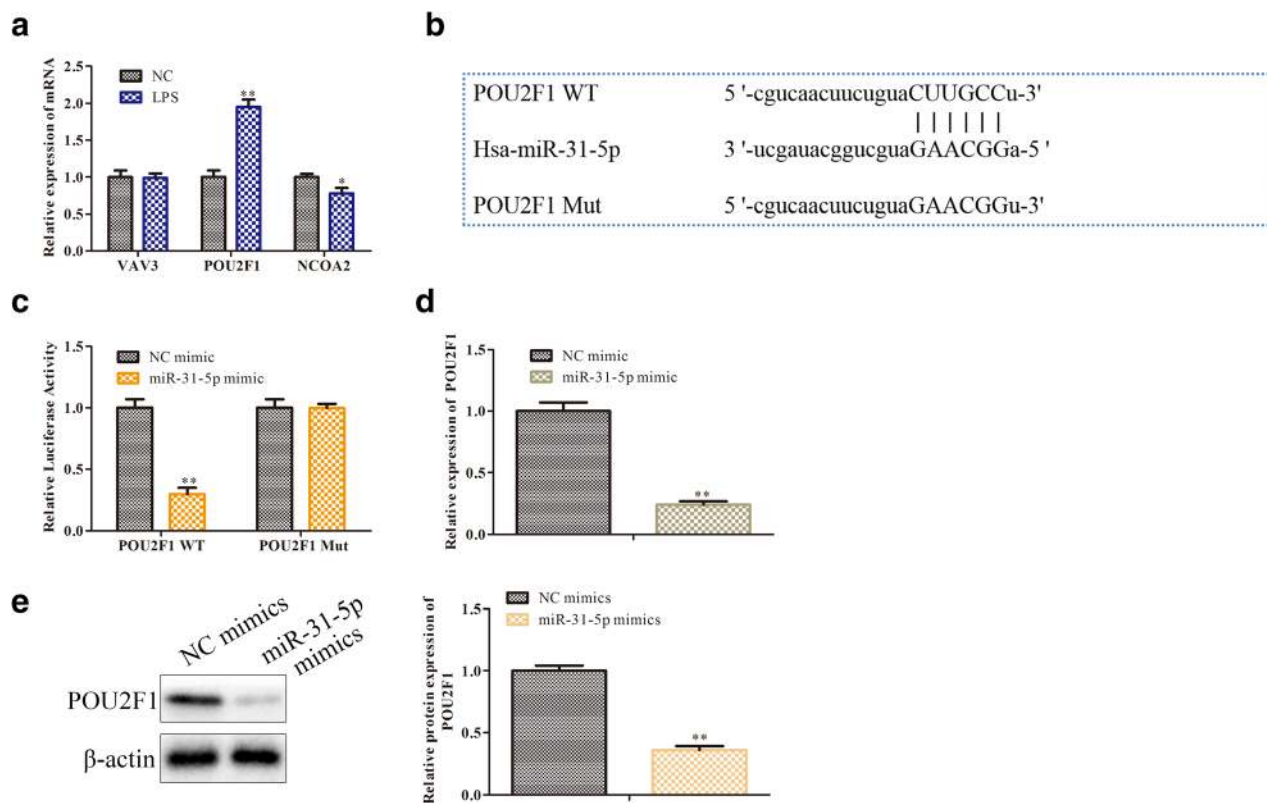 a
Relative expression of mRNA
2.5
2.0
1.5
1.0
0.5
0.0
NC
LPS
**
*
VAV3 POU2F1 NCOA2
b
POU2F1 WT 5 '-cgucaacuucuguaCUUGCCu-3'
Hsa-miR-31-5p 3 '-ucgauacggucguaGAACGGa-5 '
POU2F1 Mut 5 '-cgucaacuucuguaGAACGGu-3'
c
Relative Luciferase Activity
1.5
1.0
0.5
0.0
NC mimic
miR-31-5p mimic
**
POU2F1 WT POU2F1 Mut
d
Relative expression of POU2F1
1.5
1.0
0.5
0.0
NC mimic
miR-31-5p mimic
**
e
NC mimics
miR-31-5p
mimics
POU2F1
β-actin
Relative protein expression of
POU2F1
1.5
1.0
0.5
0.0
NC mimics
miR-31-5p mimics
**